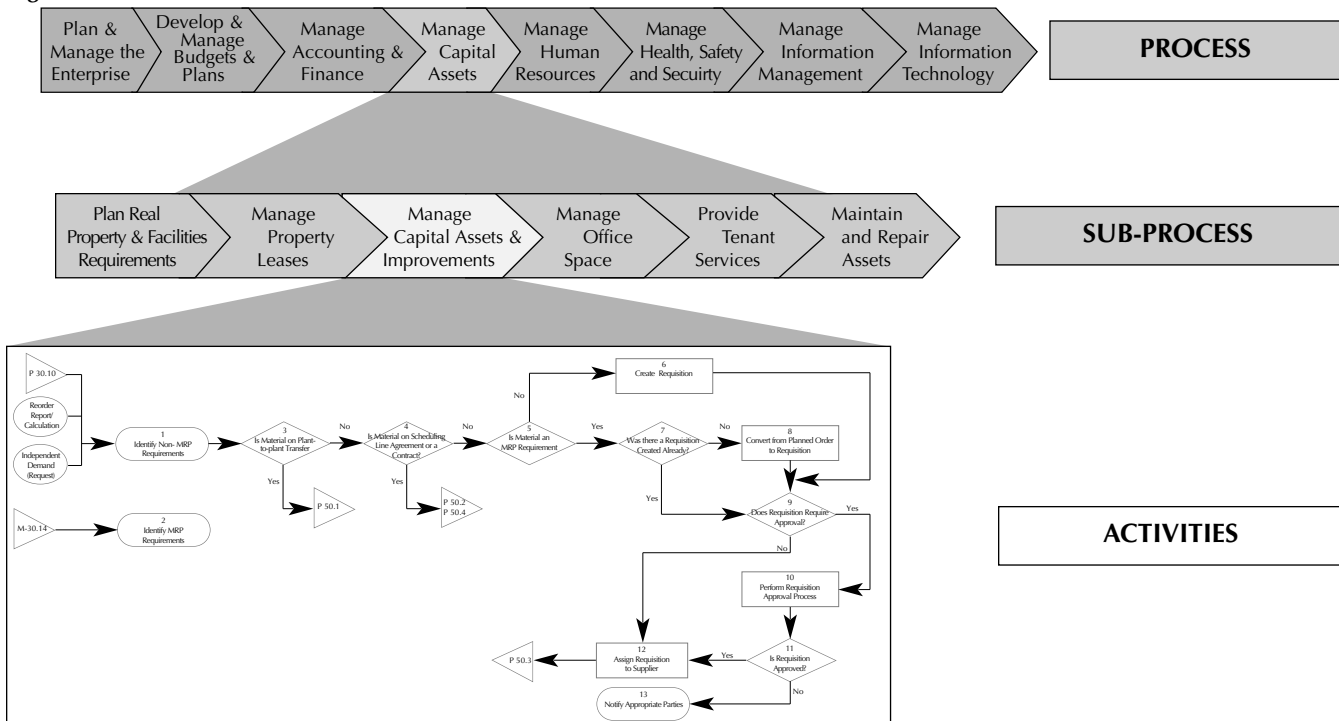 Plan &
Manage the
Enterprise
Develop &
Manage
Budgets &
Plans
Manage
Accounting &
Finance
Manage
Capital
Assets
Manage
Human
Resources
Manage
Health, Safety
and Secuirty
Manage
Information
Management
Manage
Information
Technology
PROCESS
Plan Real
Property & Facilities
Requirements
Manage
Property
Leases
Manage
Capital Assets &
Improvements
Manage
Office
Space
Provide
Tenant
Services
Maintain
and Repair
Assets
SUB-PROCESS
P 30.10
Reorder
Report/
Calculation
Independent
Demand
(Request)
1
Identify Non- MRP
Requirements
M-30.14
2
Identify MRP
Requirements
3
Is Material on Plant-
to-plant Transfer
No
Yes
P 50.1
4
Is Material on Scheduling
Line Agreement or a
Contract?
No
Yes
P 50.2
P 50.4
5
Is Material an
MRP Requirement
No
Yes
6
Create Requisition
7
Was there a Requisition
Created Already?
No
Yes
8
Convert from Planned Order
to Requisition
9
Does Requisition Require
Approval?
Yes
No
10
Perform Requisition
Approval Process
11
Is Requisition
Approved?
Yes
No
12
Assign Requisition
to Supplier
P 50.3
13
Notify Appropriate Parties
ACTIVITIES